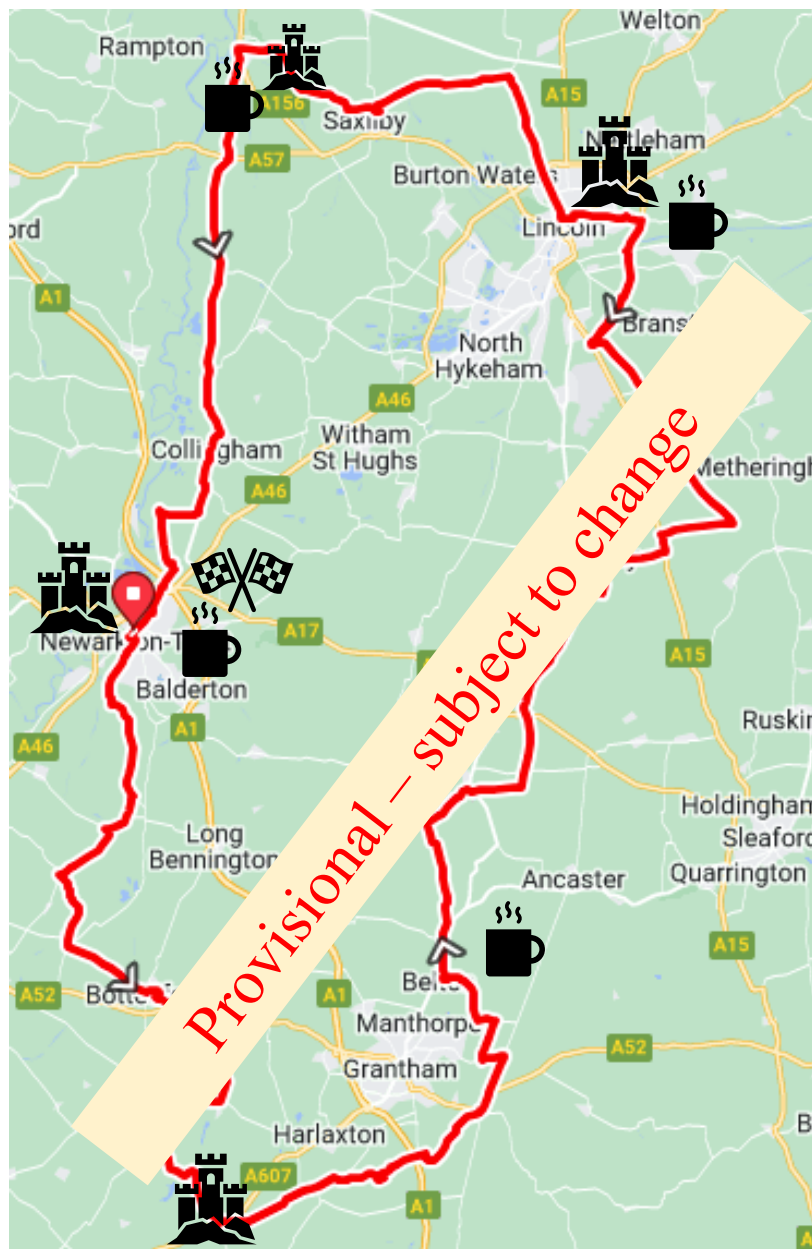 Welton
Rampton
A15
A156
Saxilby
A57
Burton Waters
Lincoln
ord
A1
North
Hykeham
A46
Witham
St Hughs
Collingham
A46
A17
Balderton
A1
A46
A15
Long
Bennington
Holdingham
Sleaford
Quarrington
Ancaster
A15
A52
A1
Manthorpe
A52
Grantham
Harlaxton
A607
A1
Provisional – subject to change